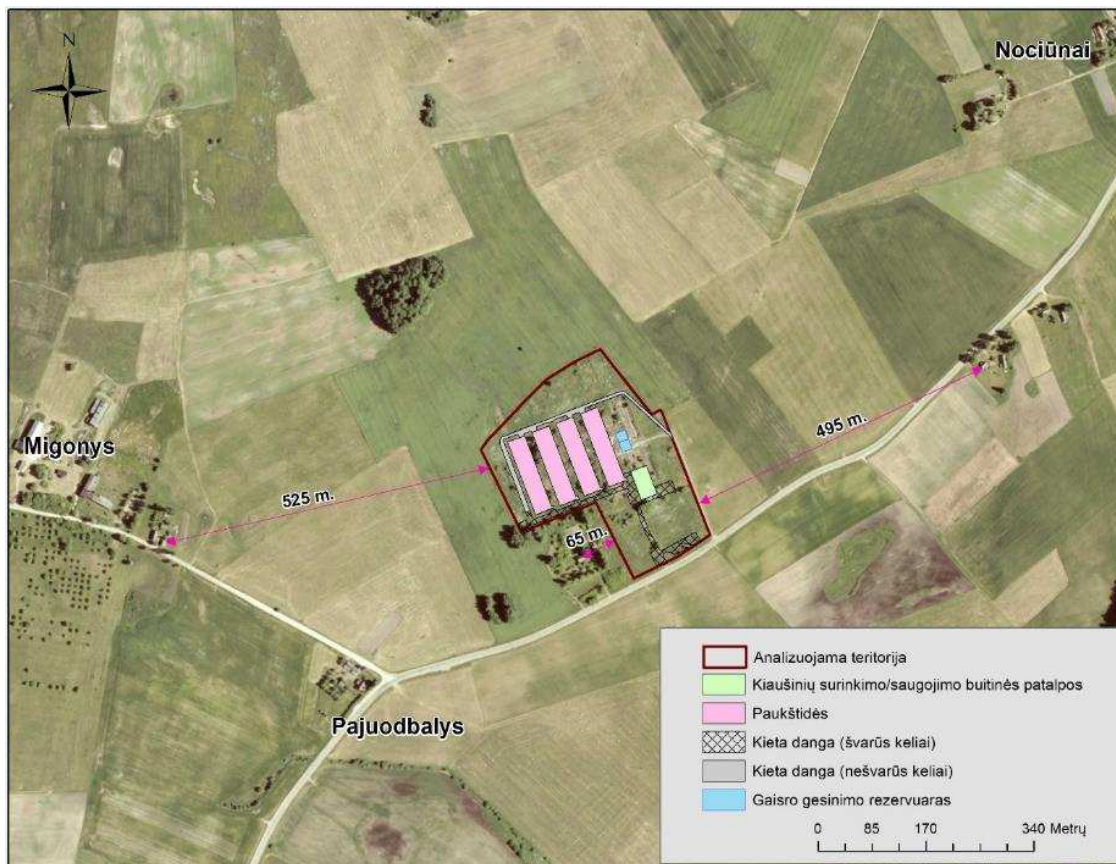 N
Nociūnai
495 m.
Migonys
525 m.
65 m.
Pajuodbalys
Analizuojama teritorija
Kiaušinių surinkimo/saugojimo buitinės patalpos
Paukštidės
Kieta danga (švarūs keliai)
Kieta danga (nešvarūs keliai)
Gaisro gesinimo rezervuaras
0 85 170 340 Metrų